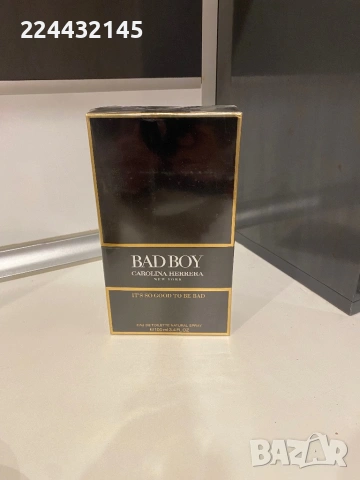 224432145
BAD BOY
CAROLINA HERRERA
NEW YORK
IT'S SO GOOD TO BE BAD
EAU DE TOILETTE NATURAL SPRAY
BAZAR